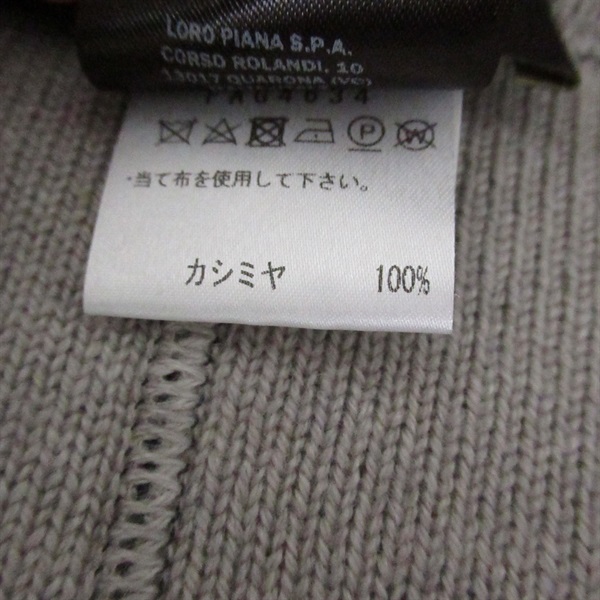 LORO PIANA S.P.A.
CORSO ROLANDI, 10
13017 QUARONA (VC)
P
W
・当て布を使用して下さい。
カシミヤ 100%